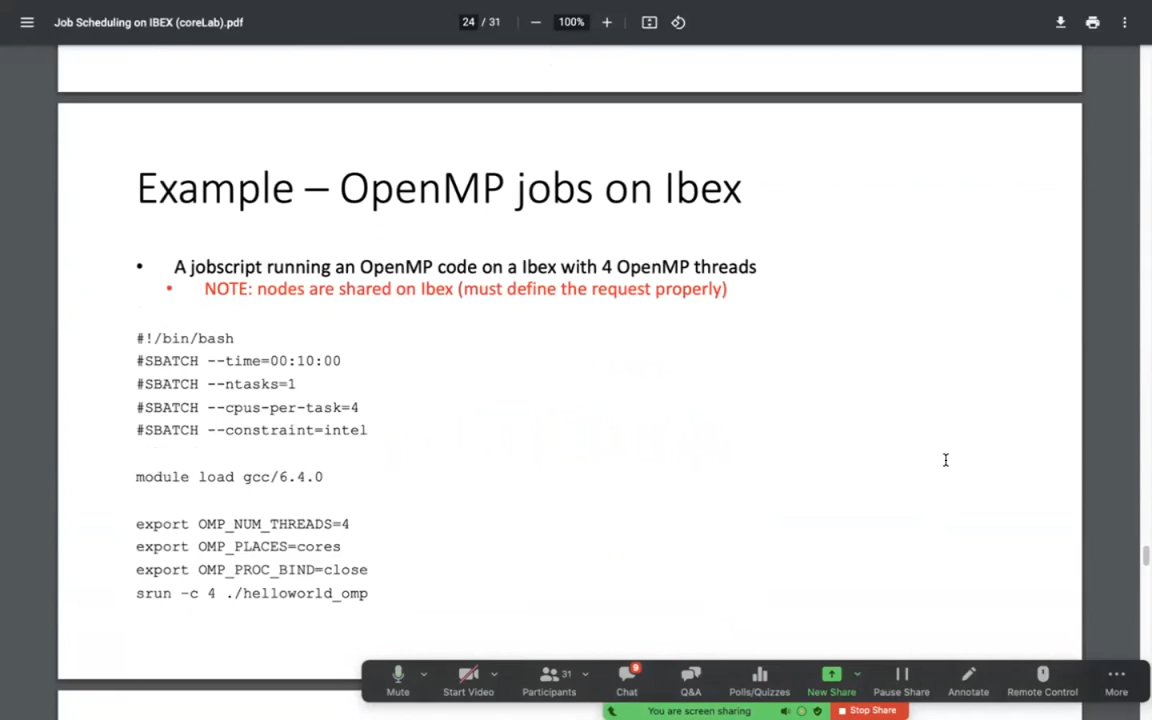 Job Scheduling on IBEX (coreLab).pdf
24 / 31
100%
Example – OpenMP jobs on Ibex
• A jobscript running an OpenMP code on a Ibex with 4 OpenMP threads
• NOTE: nodes are shared on Ibex (must define the request properly)
#!/bin/bash
#SBATCH --time=00:10:00
#SBATCH --ntasks=1
#SBATCH --cpus-per-task=4
#SBATCH --constraint=intel
module load gcc/6.4.0
export OMP_NUM_THREADS=4
export OMP_PLACES=cores
export OMP_PROC_BIND=close
srun –c 4 ./helloworld_omp
31
9
Mute Start Video Participants Chat Q&A Polls/Quizzes New Share Pause Share Annotate Remote Control More
You are screen sharing Stop Share